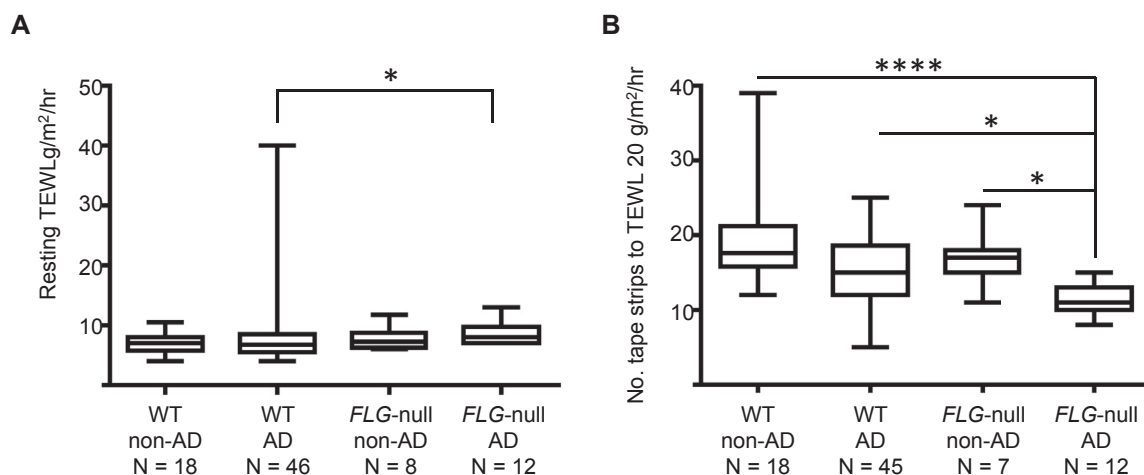 A
Resting TEWLg/m²/hr
50
40
30
20
10
*
WT
non-AD
N = 18
WT
AD
N = 46
FLG-null
non-AD
N = 8
FLG-null
AD
N = 12
B
No. tape strips to TEWL 20 g/m²/hr
40
30
20
10
****
*
*
WT
non-AD
N = 18
WT
AD
N = 45
FLG-null
non-AD
N = 7
FLG-null
AD
N = 12